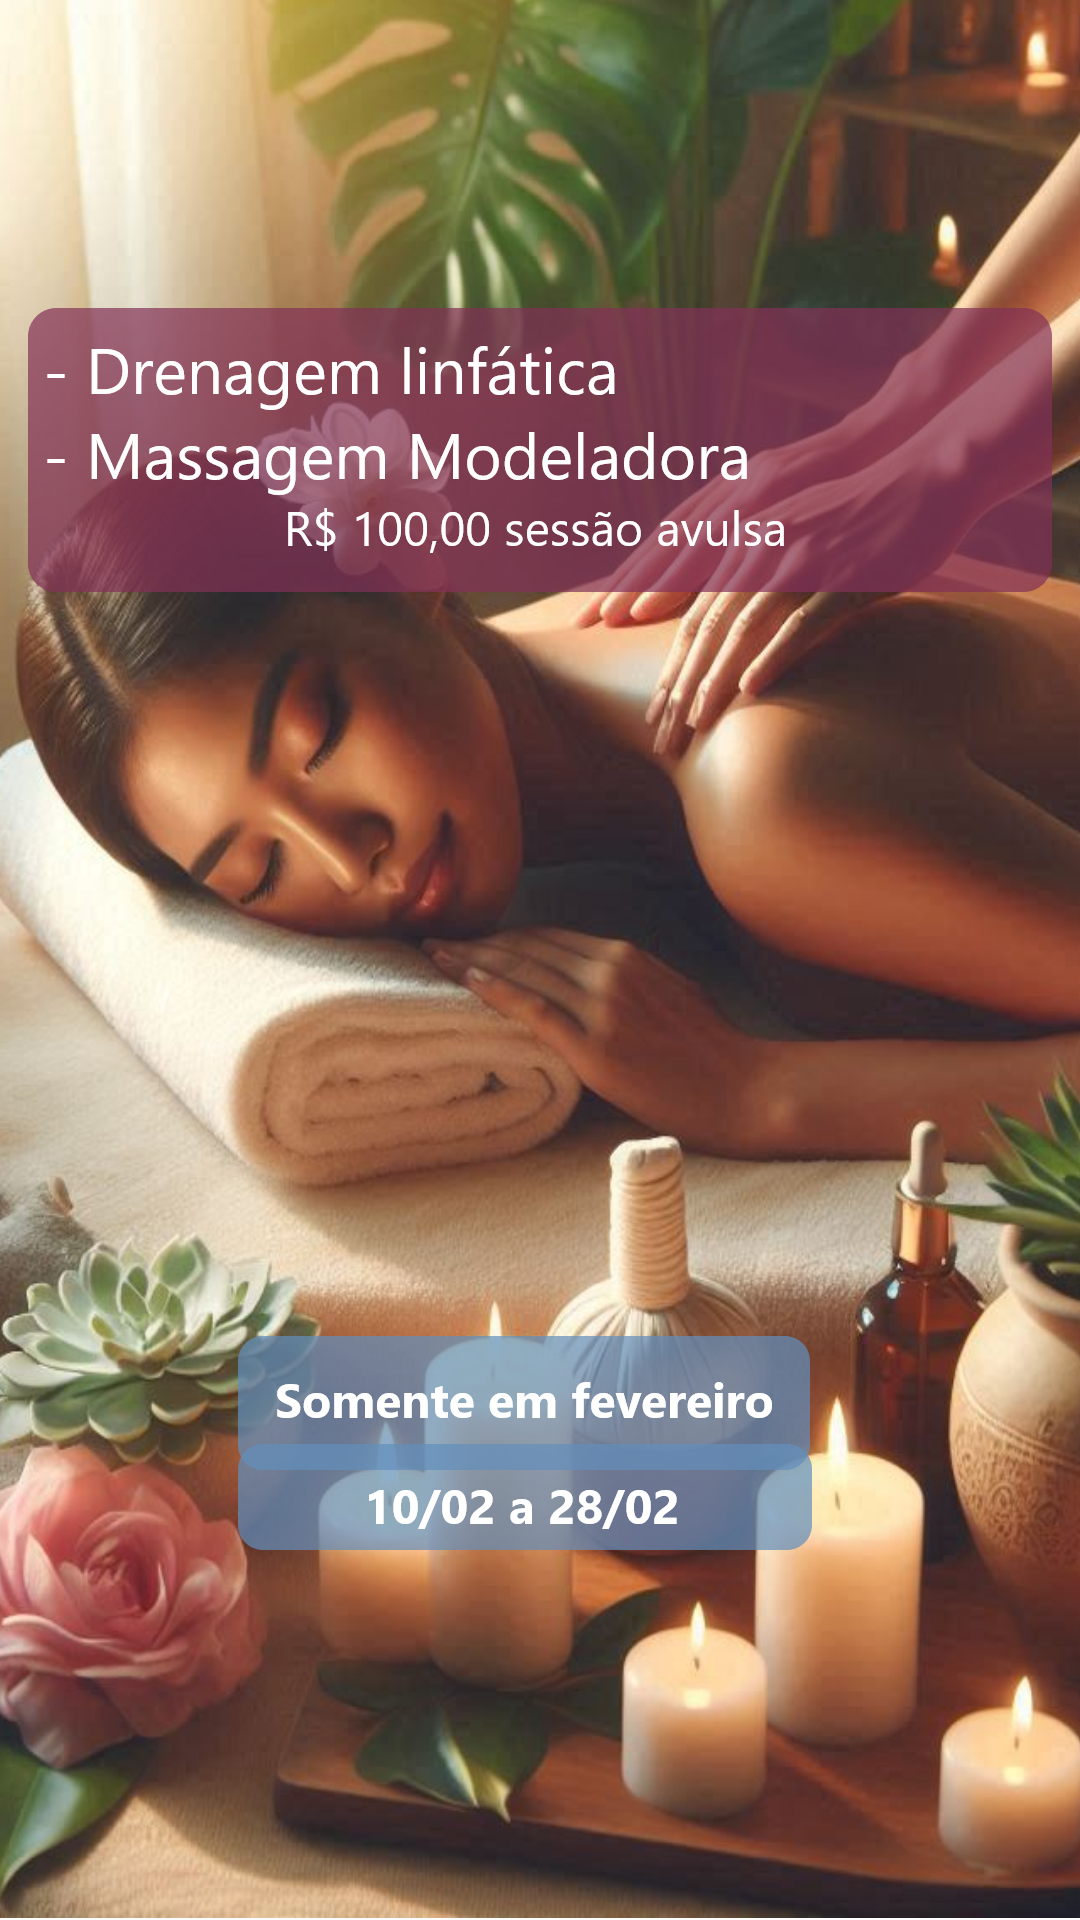 - Drenagem linfática
- Massagem Modeladora
R$ 100,00 sessão avulsa
Somente em fevereiro
10/02 a 28/02